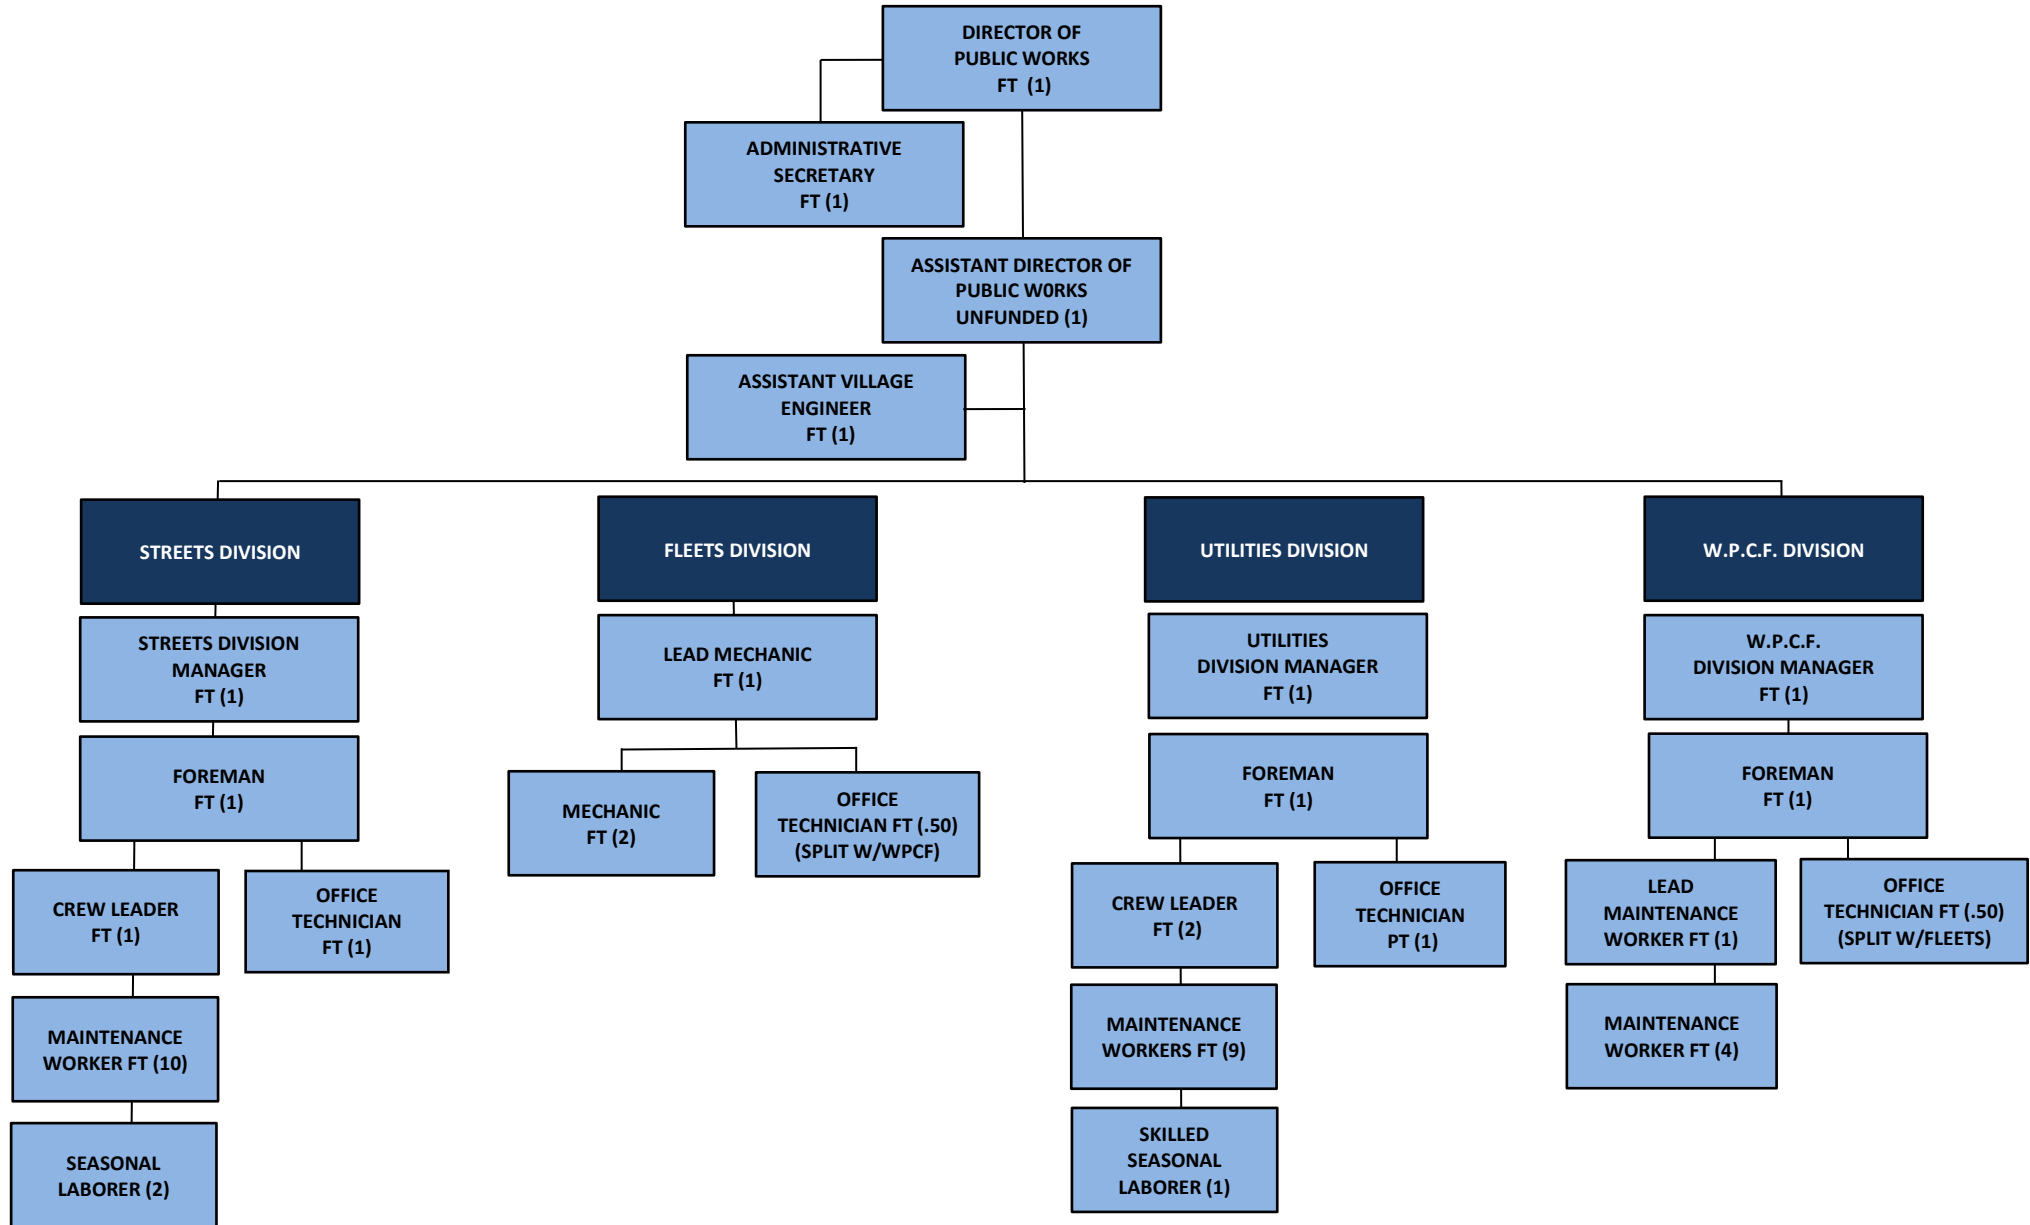 DIRECTOR OF
PUBLIC WORKS
FT (1)
ADMINISTRATIVE
SECRETARY
FT (1)
ASSISTANT DIRECTOR OF
PUBLIC W0RKS
UNFUNDED (1)
ASSISTANT VILLAGE
ENGINEER
FT (1)
STREETS DIVISION
STREETS DIVISION
MANAGER
FT (1)
FOREMAN
FT (1)
CREW LEADER
FT (1)
OFFICE
TECHNICIAN
FT (1)
MAINTENANCE
WORKER FT (10)
SEASONAL
LABORER (2)
FLEETS DIVISION
LEAD MECHANIC
FT (1)
MECHANIC
FT (2)
OFFICE
TECHNICIAN FT (.50)
(SPLIT W/WPCF)
UTILITIES DIVISION
UTILITIES
DIVISION MANAGER
FT (1)
FOREMAN
FT (1)
CREW LEADER
FT (2)
OFFICE
TECHNICIAN
PT (1)
MAINTENANCE
WORKERS FT (9)
SKILLED
SEASONAL
LABORER (1)
W.P.C.F. DIVISION
W.P.C.F.
DIVISION MANAGER
FT (1)
FOREMAN
FT (1)
LEAD
MAINTENANCE
WORKER FT (1)
OFFICE
TECHNICIAN FT (.50)
(SPLIT W/FLEETS)
MAINTENANCE
WORKER FT (4)